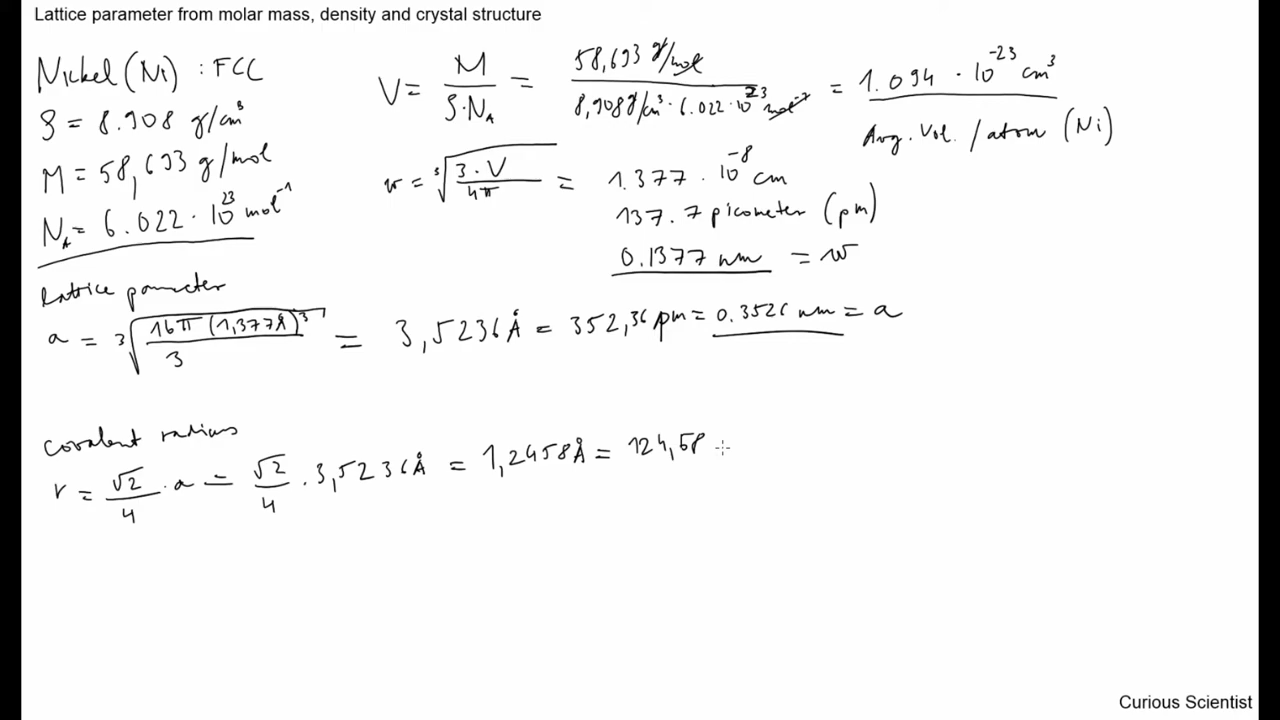 Lattice parameter from molar mass, density and crystal structure
Nickel (Ni) : FCC
ρ = 8.908 g/cm³
M = 58,693 g/mol
N_A = 6.022 · 10²³ mol⁻¹
V = M / (ρ · N_A) = (58,693 g/mol) / (8,908 g/cm³ · 6.022 · 10²³ mol⁻¹) = 1.094 · 10⁻²³ cm³
Avg. Vol. / atom (Ni)
w = ³√(3 · V / 4π) = 1.377 · 10⁻⁸ cm
137.7 picometer (pm)
0.1377 nm = w
Lattice parameter
a = ³√(16π (1,377Å)³ / 3) = 3,5236 Å = 352,36 pm = 0.3526 nm = a
covalent radius
r = √2/4 · a = √2/4 · 3,5236 Å = 1,2458 Å = 124,58
Curious Scientist